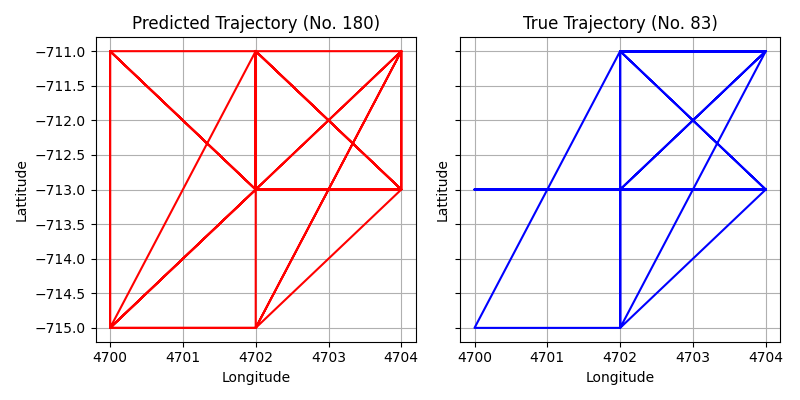 Predicted Trajectory (No. 180)
True Trajectory (No. 83)
Lattitude
−711.0
−711.5
−712.0
−712.5
−713.0
−713.5
−714.0
−714.5
−715.0
4700 4701 4702 4703 4704
Longitude
Lattitude
4700 4701 4702 4703 4704
Longitude